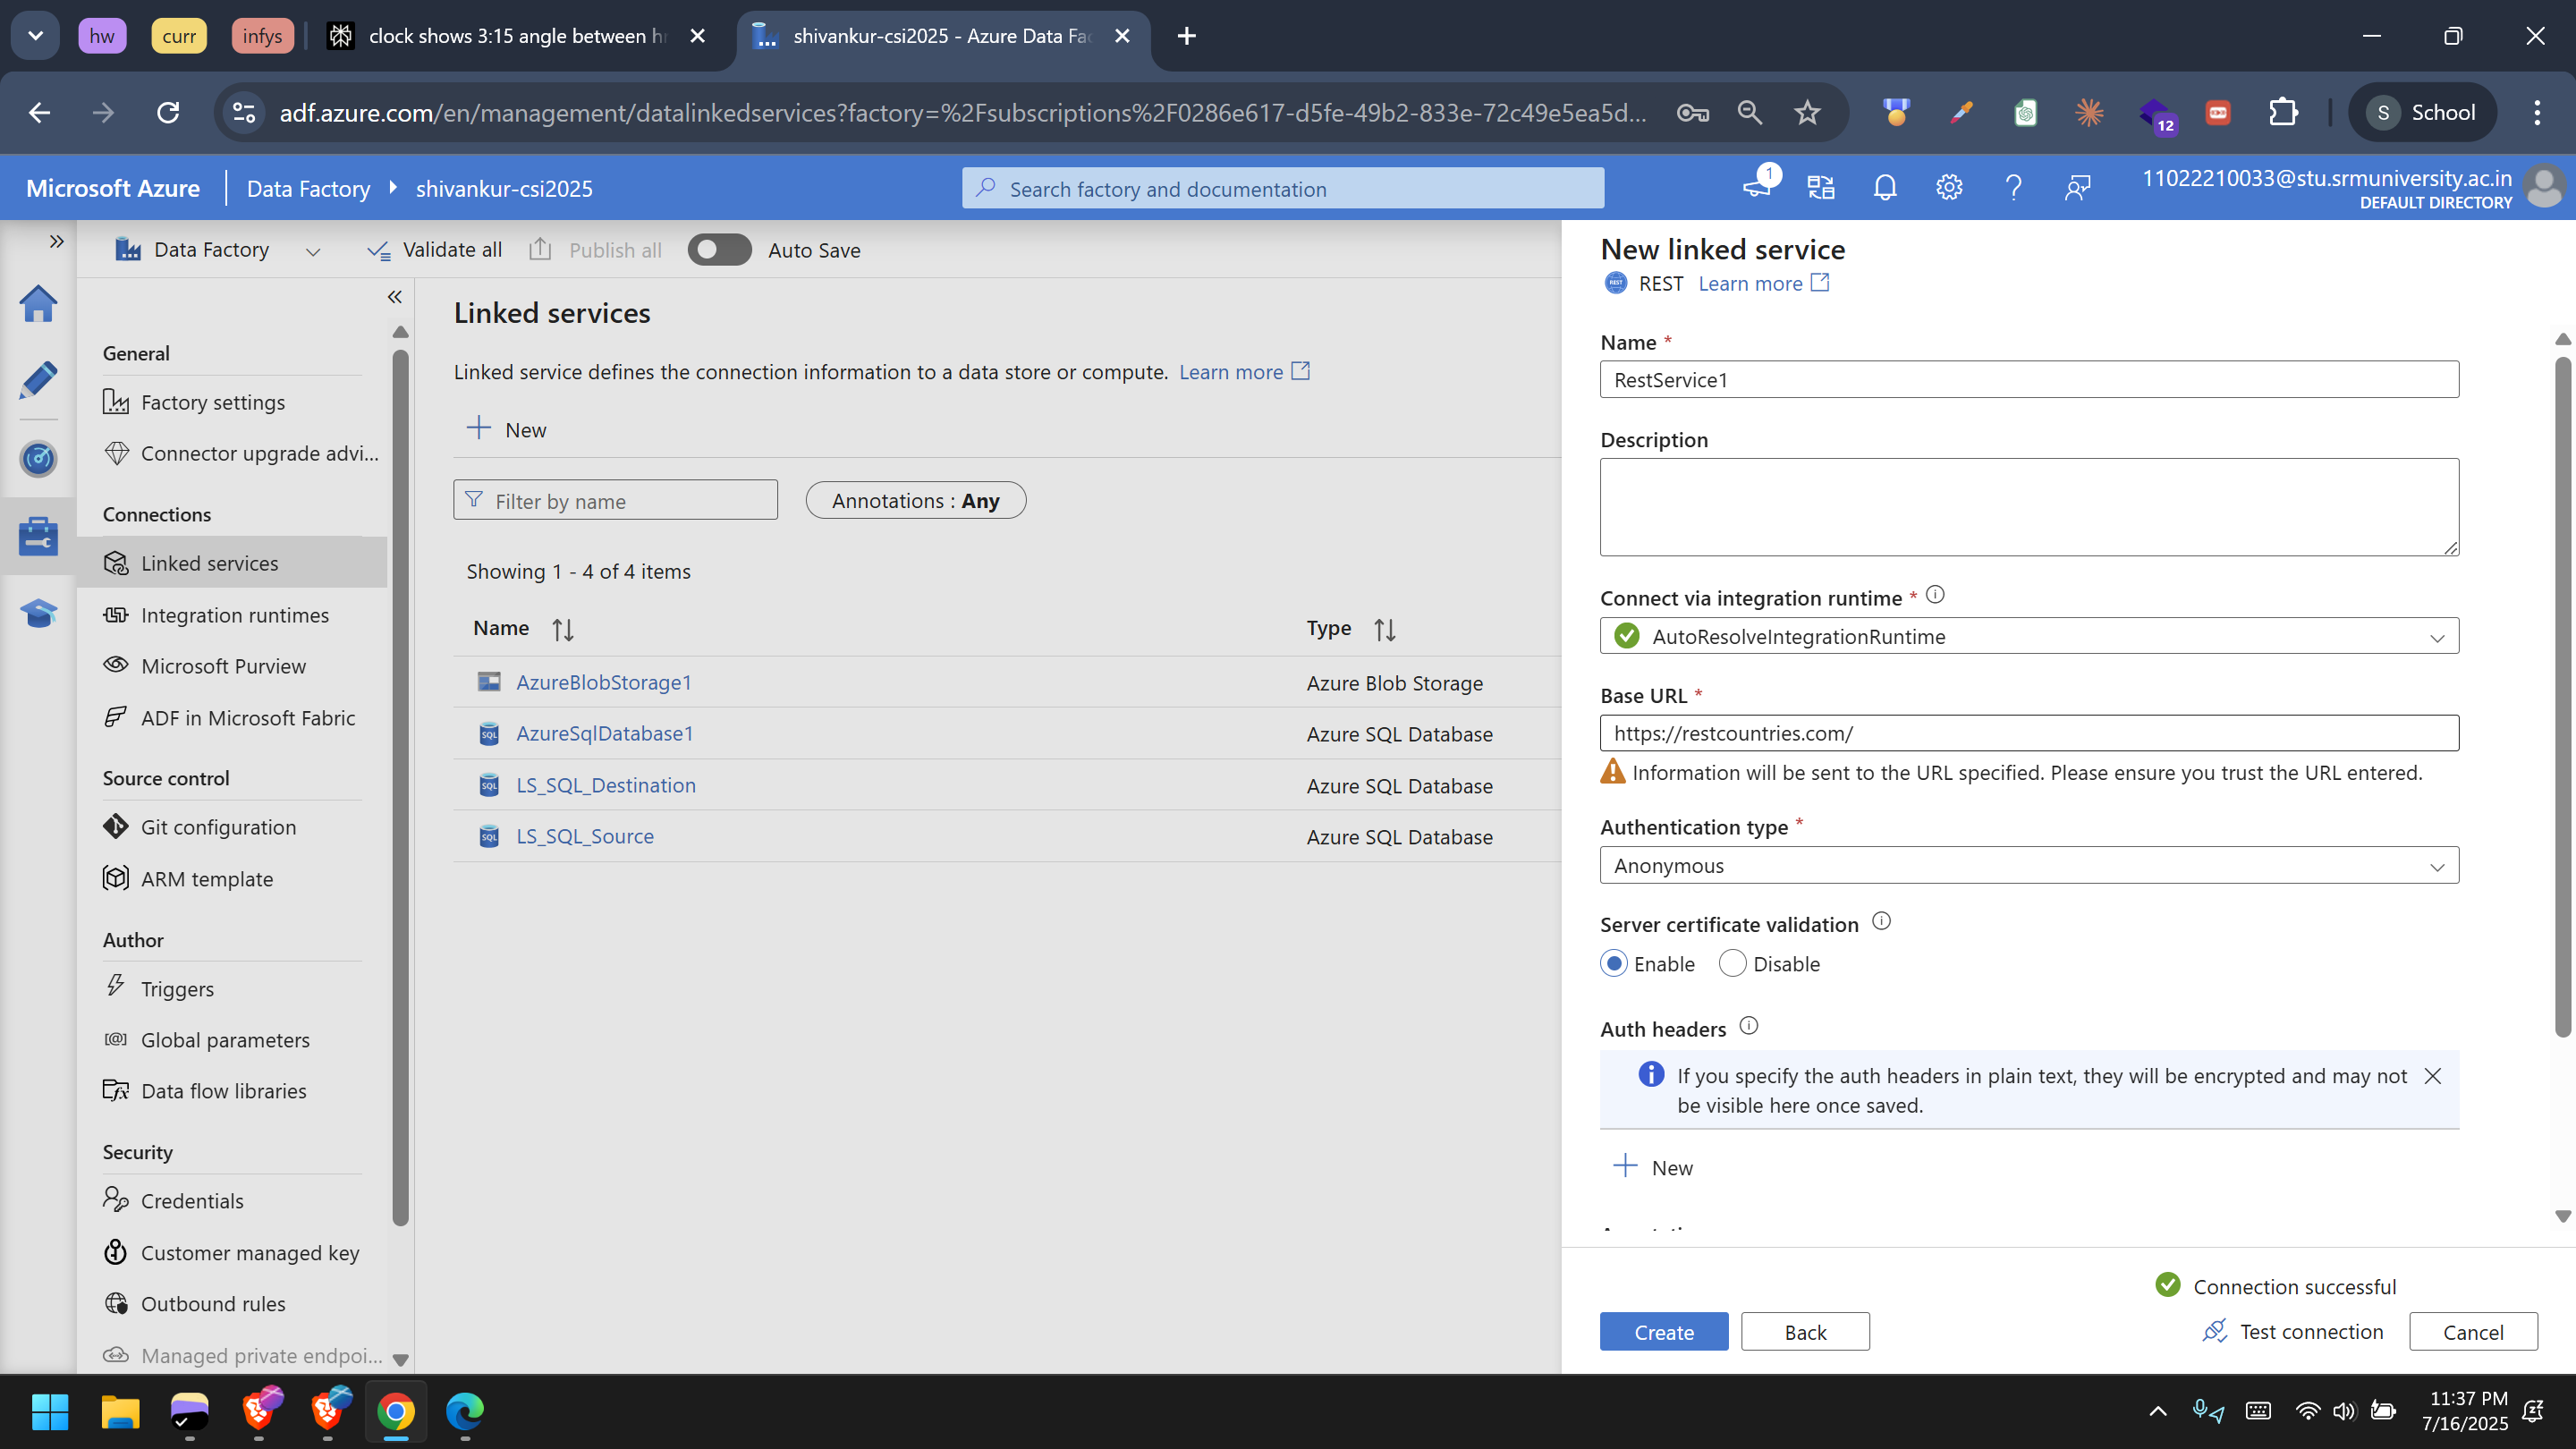 hw
curr
infys
clock shows 3:15 angle between hr
shivankur-csi2025 - Azure Data Fac
adf.azure.com/en/management/datalinkedservices?factory=%2Fsubscriptions%2F0286e617-d5fe-49b2-833e-72c49e5ea5d...
12
S School
Microsoft Azure
Data Factory
shivankur-csi2025
Search factory and documentation
1
11022210033@stu.srmuniversity.ac.in
DEFAULT DIRECTORY
Data Factory
Validate all
Publish all
Auto Save
General
Factory settings
Connector upgrade advi...
Connections
Linked services
Integration runtimes
Microsoft Purview
ADF in Microsoft Fabric
Source control
Git configuration
ARM template
Author
Triggers
Global parameters
Data flow libraries
Security
Credentials
Customer managed key
Outbound rules
Managed private endpoi...
Linked services
Linked service defines the connection information to a data store or compute. Learn more
New
Filter by name
Annotations : Any
Showing 1 - 4 of 4 items
Name Type
AzureBlobStorage1 Azure Blob Storage
SQL AzureSqlDatabase1 Azure SQL Database
SQL LS_SQL_Destination Azure SQL Database
SQL LS_SQL_Source Azure SQL Database
New linked service
REST REST Learn more
Name *
RestService1
Description
Connect via integration runtime *
AutoResolveIntegrationRuntime
Base URL *
https://restcountries.com/
Information will be sent to the URL specified. Please ensure you trust the URL entered.
Authentication type *
Anonymous
Server certificate validation
Enable Disable
Auth headers
If you specify the auth headers in plain text, they will be encrypted and may not
be visible here once saved.
New
Connection successful
Create
Back
Test connection
Cancel
11:37 PM
7/16/2025